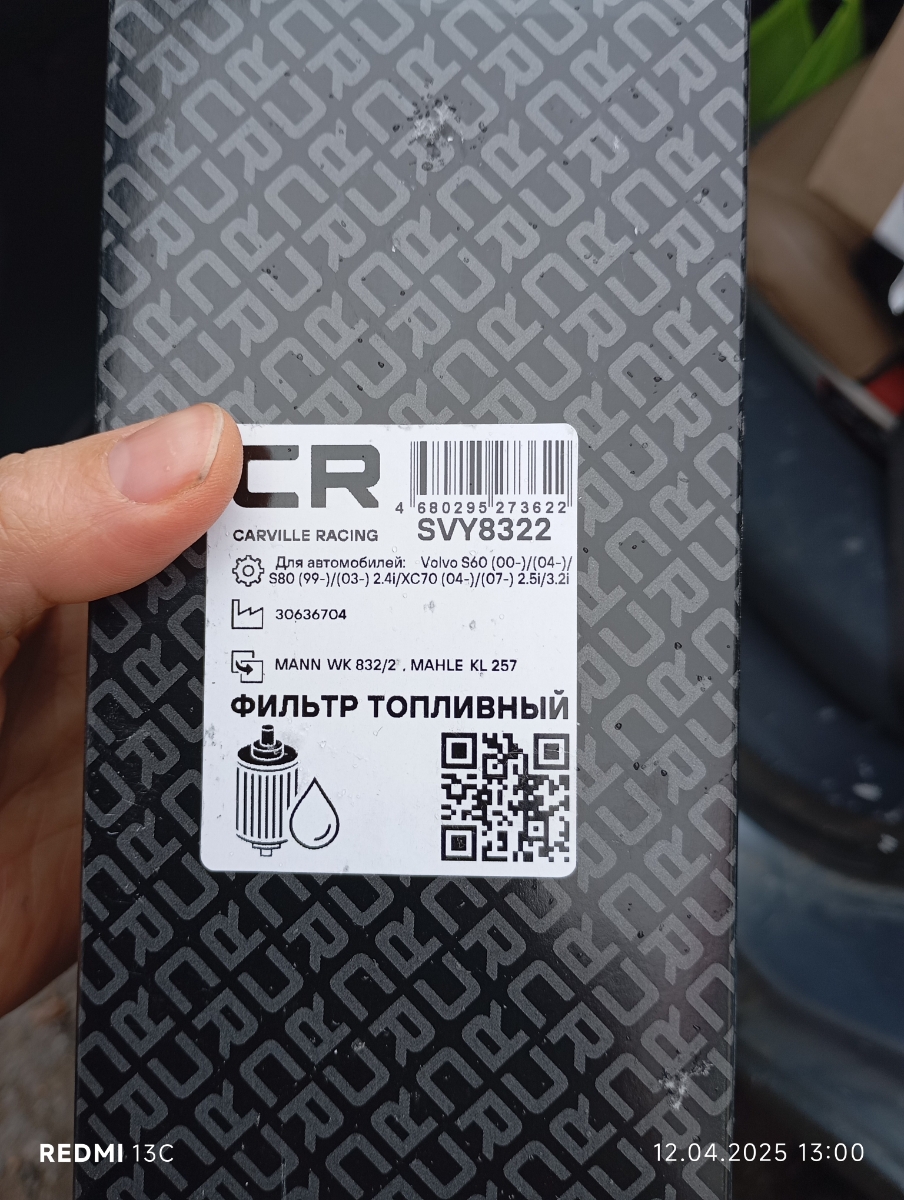 CR
4 680295 273622
CARVILLE RACING
SVY8322
Для автомобилей: Volvo S60 (00-)/(04-)/
S80 (99-)/(03-) 2.4i/XC70 (04-)/(07-) 2.5i/3.2i
30636704
MANN WK 832/2 , MAHLE KL 257
ФИЛЬТР ТОПЛИВНЫЙ
REDMI 13C
12.04.2025 13:00